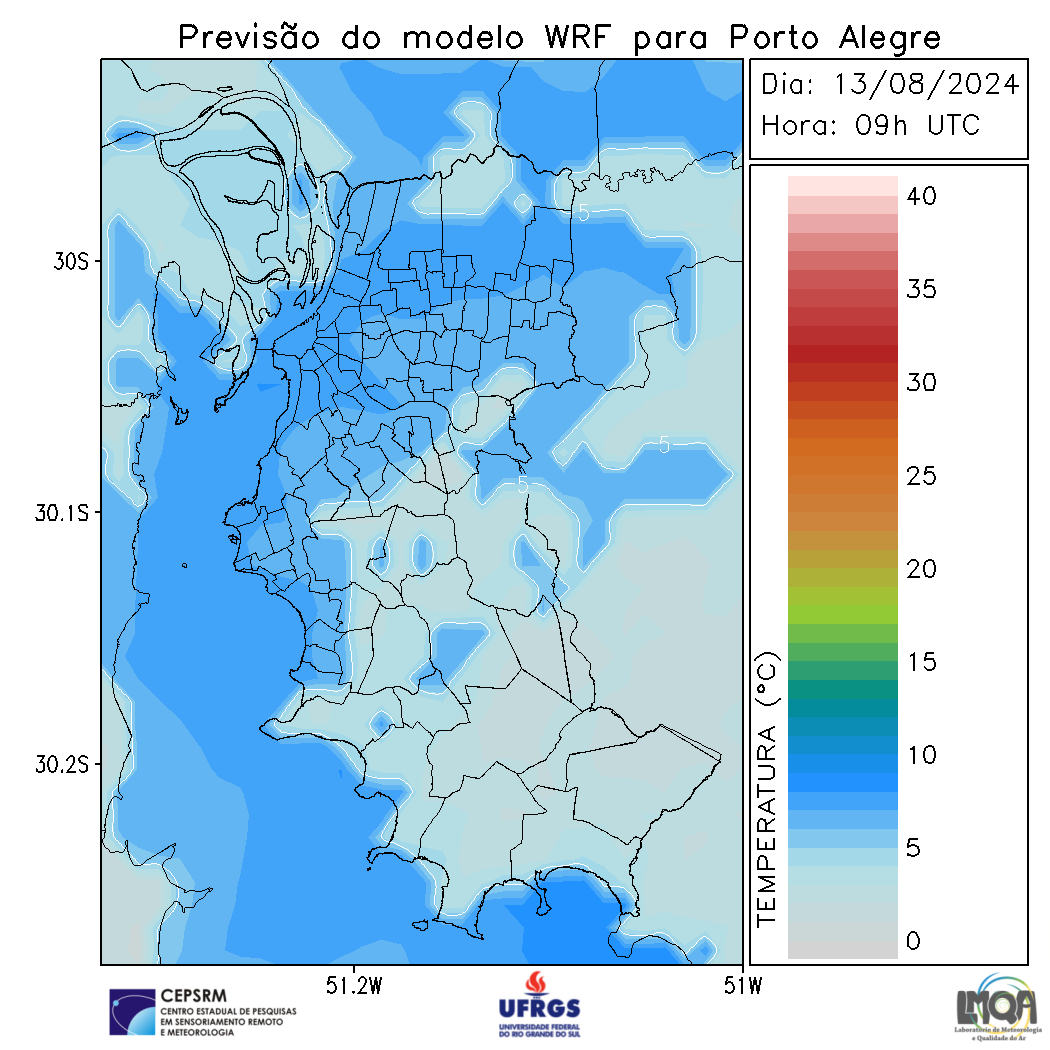 Previsão do modelo WRF para Porto Alegre
Dia: 13/08/2024
Hora: 09h UTC
30S
30.1S
30.2S
51.2W
51W
5
5
5
TEMPERATURA (°C)
40
35
30
25
20
15
10
5
0
CEPSRM
CENTRO ESTADUAL DE PESQUISAS
EM SENSORIAMENTO REMOTO
E METEOROLOGIA
UFRGS
UNIVERSIDADE FEDERAL
DO RIO GRANDE DO SUL
LMQA
Laboratório de Meteorologia
e Qualidade do Ar